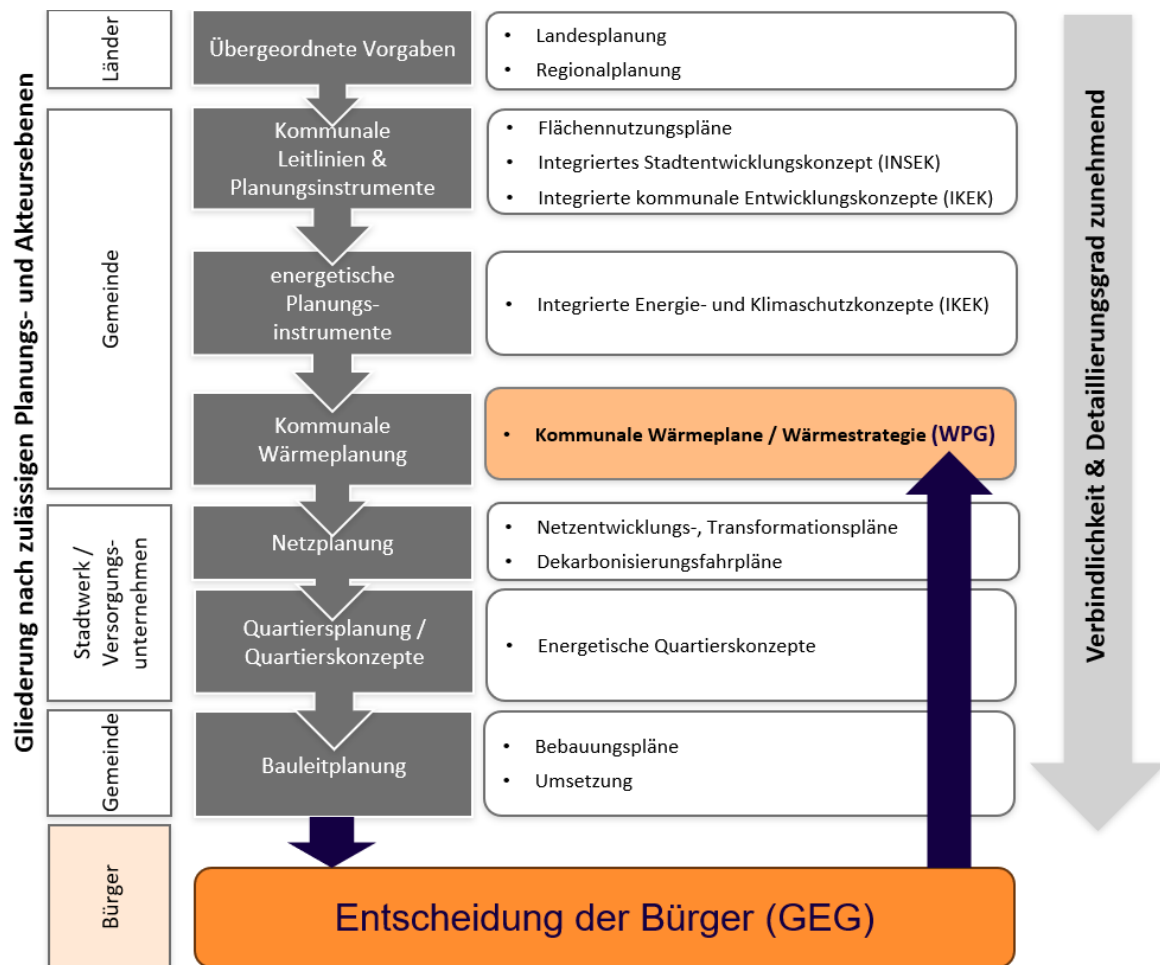 Gliederung nach zulässigen Planungs- und Akteursebenen
Länder
Übergeordnete Vorgaben
• Landesplanung
• Regionalplanung
Gemeinde
Kommunale
Leitlinien &
Planungsinstrumente
• Flächennutzungspläne
• Integriertes Stadtentwicklungskonzept (INSEK)
• Integrierte kommunale Entwicklungskonzepte (IKEK)
energetische
Planungs-
instrumente
• Integrierte Energie- und Klimaschutzkonzepte (IKEK)
Kommunale
Wärmeplanung
• Kommunale Wärmeplane / Wärmestrategie (WPG)
Stadtwerk /
Versorgungs-
unternehmen
Netzplanung
• Netzentwicklungs-, Transformationspläne
• Dekarbonisierungsfahrpläne
Quartiersplanung /
Quartierskonzepte
• Energetische Quartierskonzepte
Gemeinde
Bauleitplanung
• Bebauungspläne
• Umsetzung
Bürger
Entscheidung der Bürger (GEG)
Verbindlichkeit & Detaillierungsgrad zunehmend